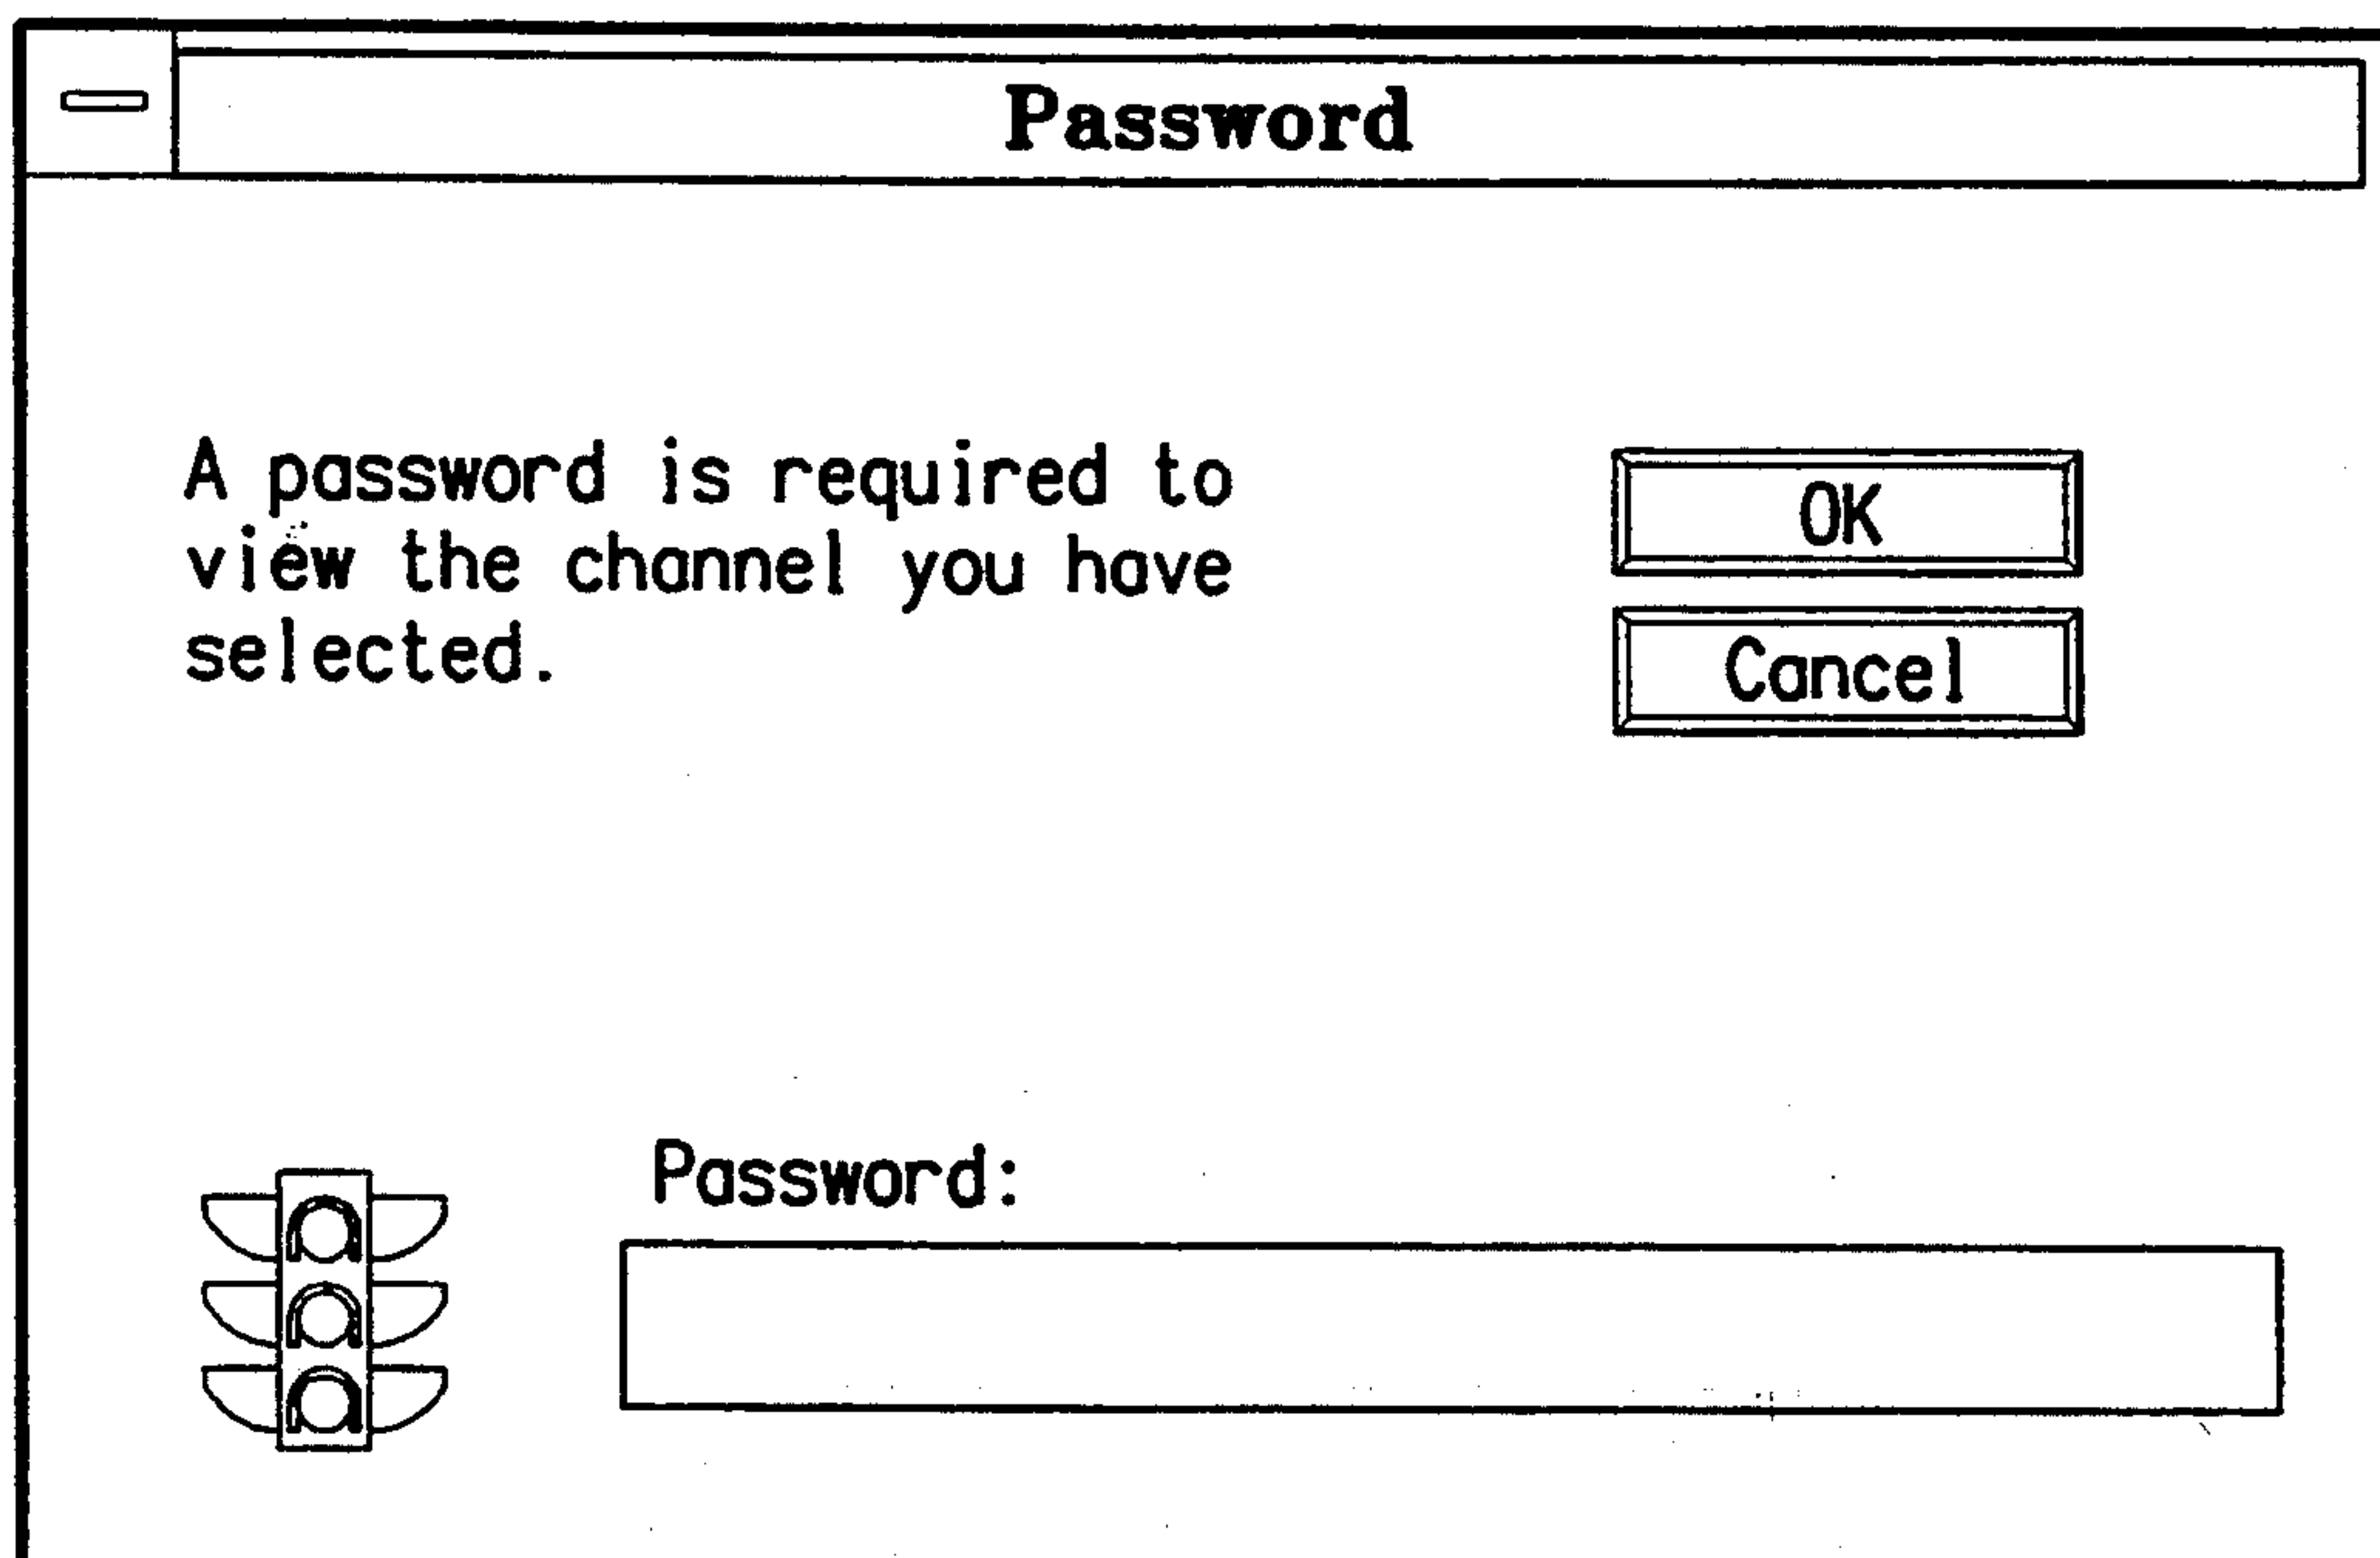 Password
A password is required to
view the channel you have
selected.
OK
Cancel
Password: